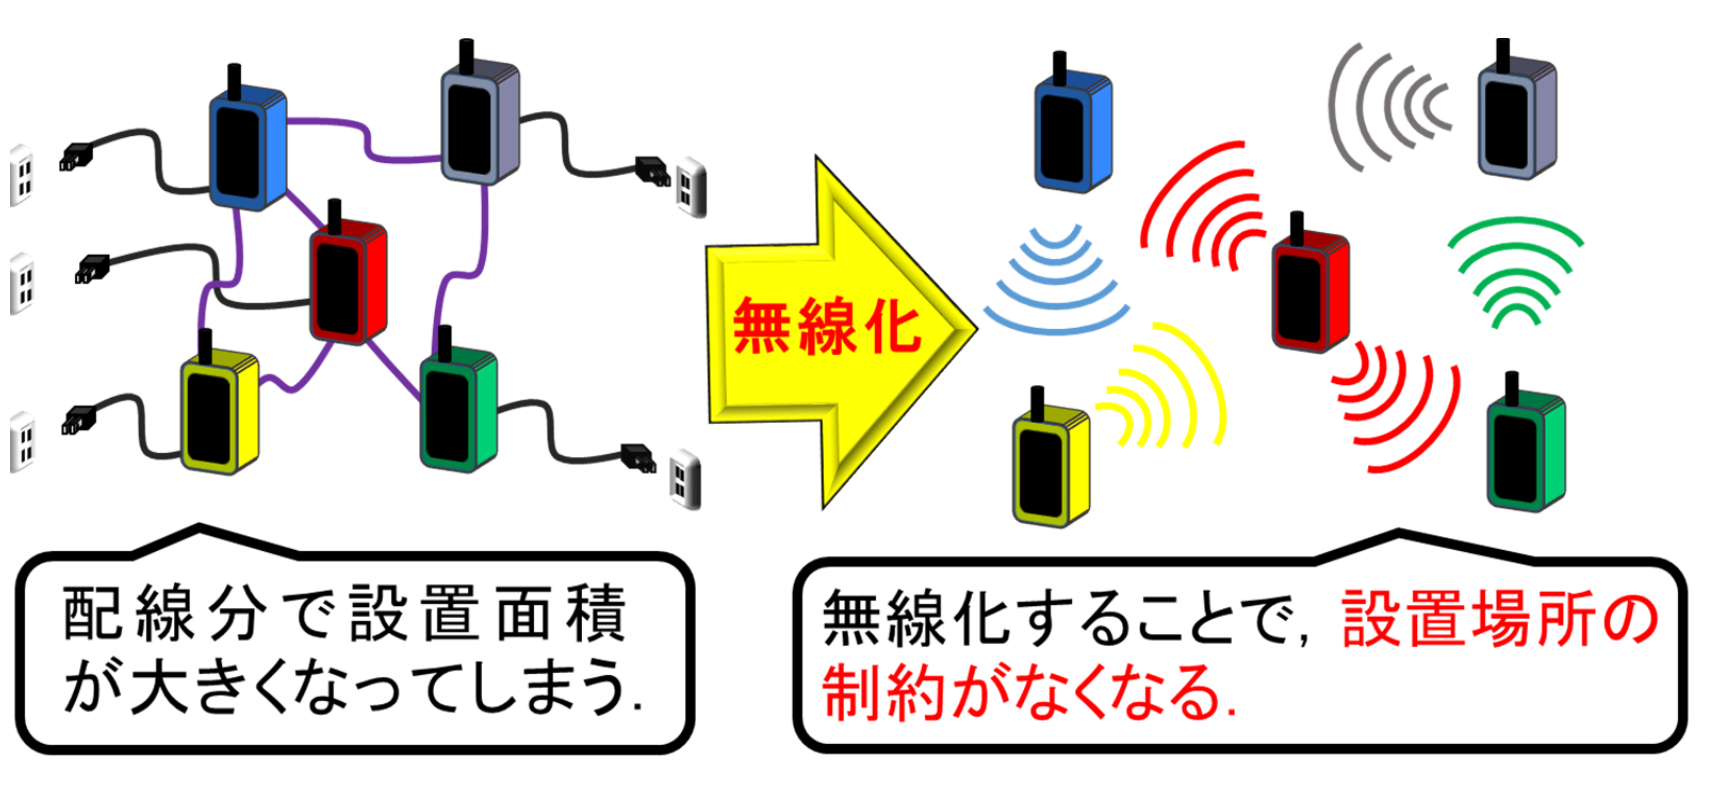 無線化
配線分で設置面積
が大きくなってしまう.
無線化することで, 設置場所の
制約がなくなる.